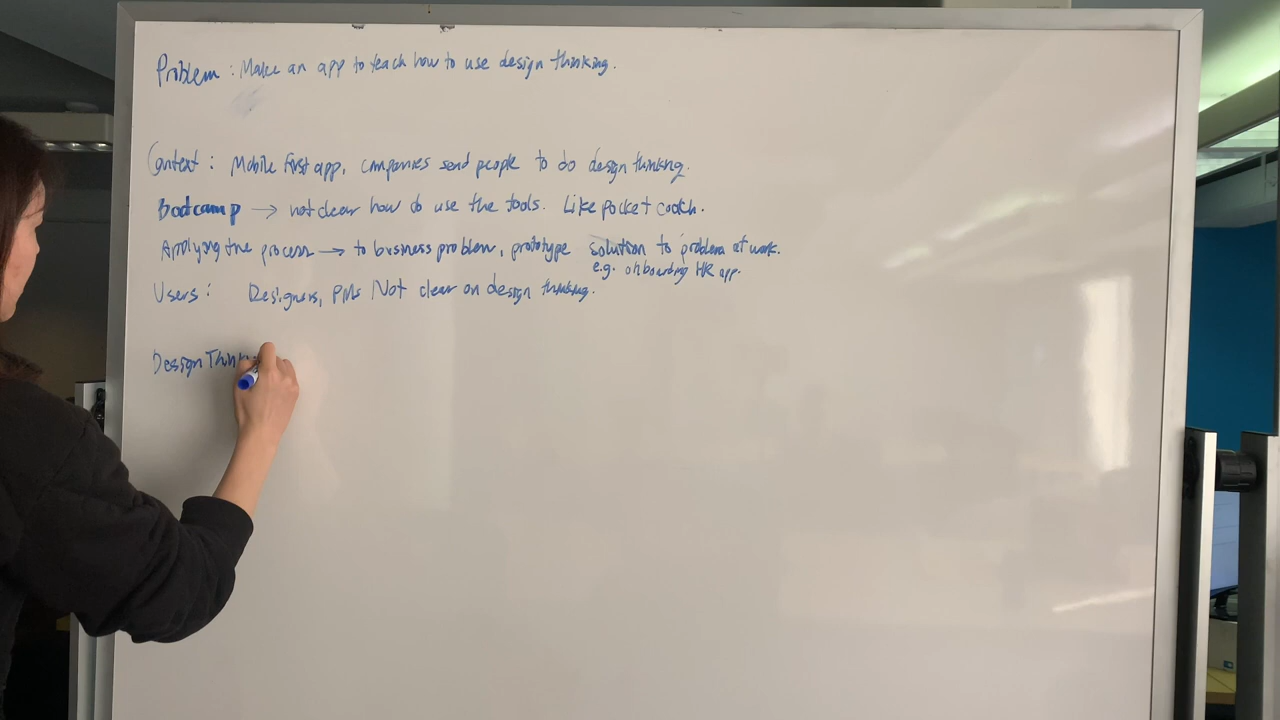 Problem : Make an app to teach how to use design thinking.
Context : Mobile first app, companies send people to do design thinking.
Bootcamp → not clear how do use the tools. Like pocket coach.
Applying the process → to business problem, prototype solution to problem at work.
e.g. onboarding HR app.
Users : Designers, PMs Not clear on design thinking.
Design Thin